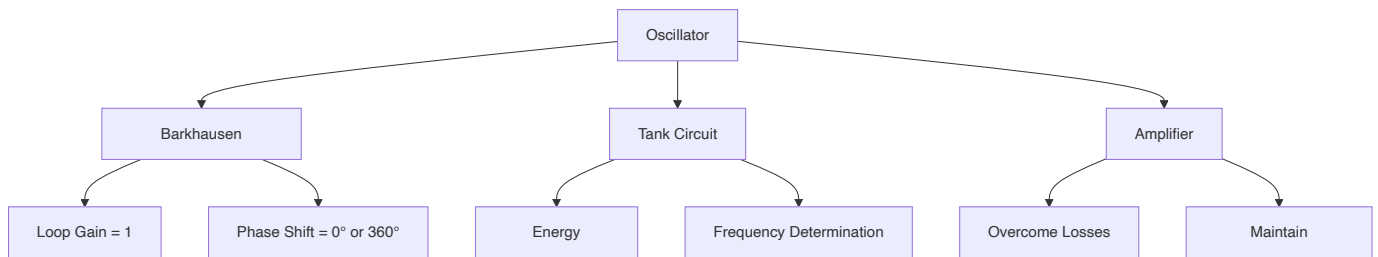 Oscillator
Barkhausen
Tank Circuit
Amplifier
Loop Gain = 1
Phase Shift = 0° or 360°
Energy
Frequency Determination
Overcome Losses
Maintain